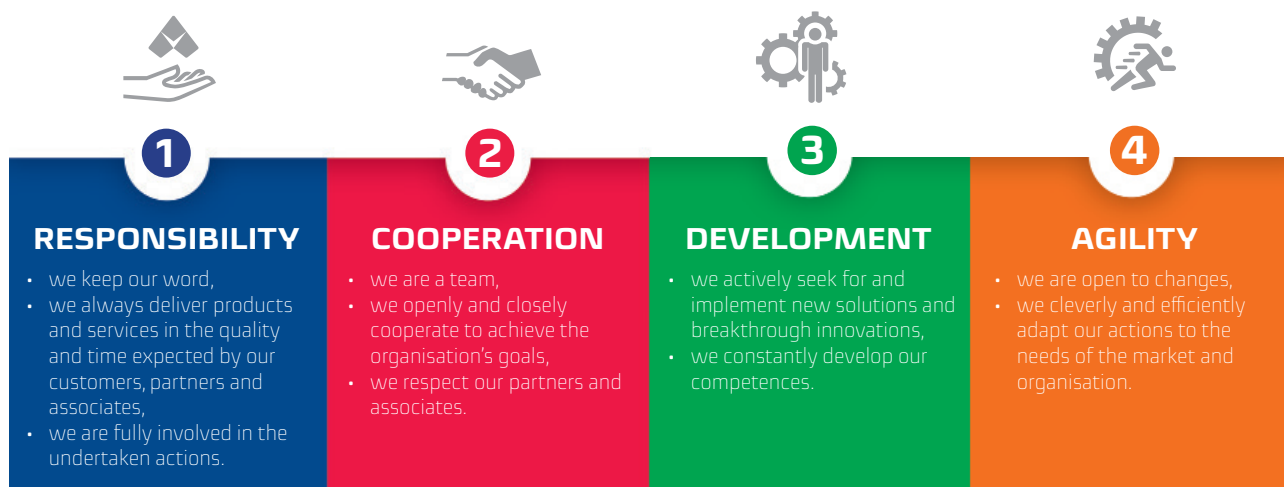 1
RESPONSIBILITY
• we keep our word,
• we always deliver products
and services in the quality
and time expected by our
customers, partners and
associates,
• we are fully involved in the
undertaken actions.
2
COOPERATION
• we are a team,
• we openly and closely
cooperate to achieve the
organisation's goals,
• we respect our partners and
associates.
3
DEVELOPMENT
• we actively seek for and
implement new solutions and
breakthrough innovations,
• we constantly develop our
competences.
4
AGILITY
• we are open to changes,
• we cleverly and efficiently
adapt our actions to the
needs of the market and
organisation.